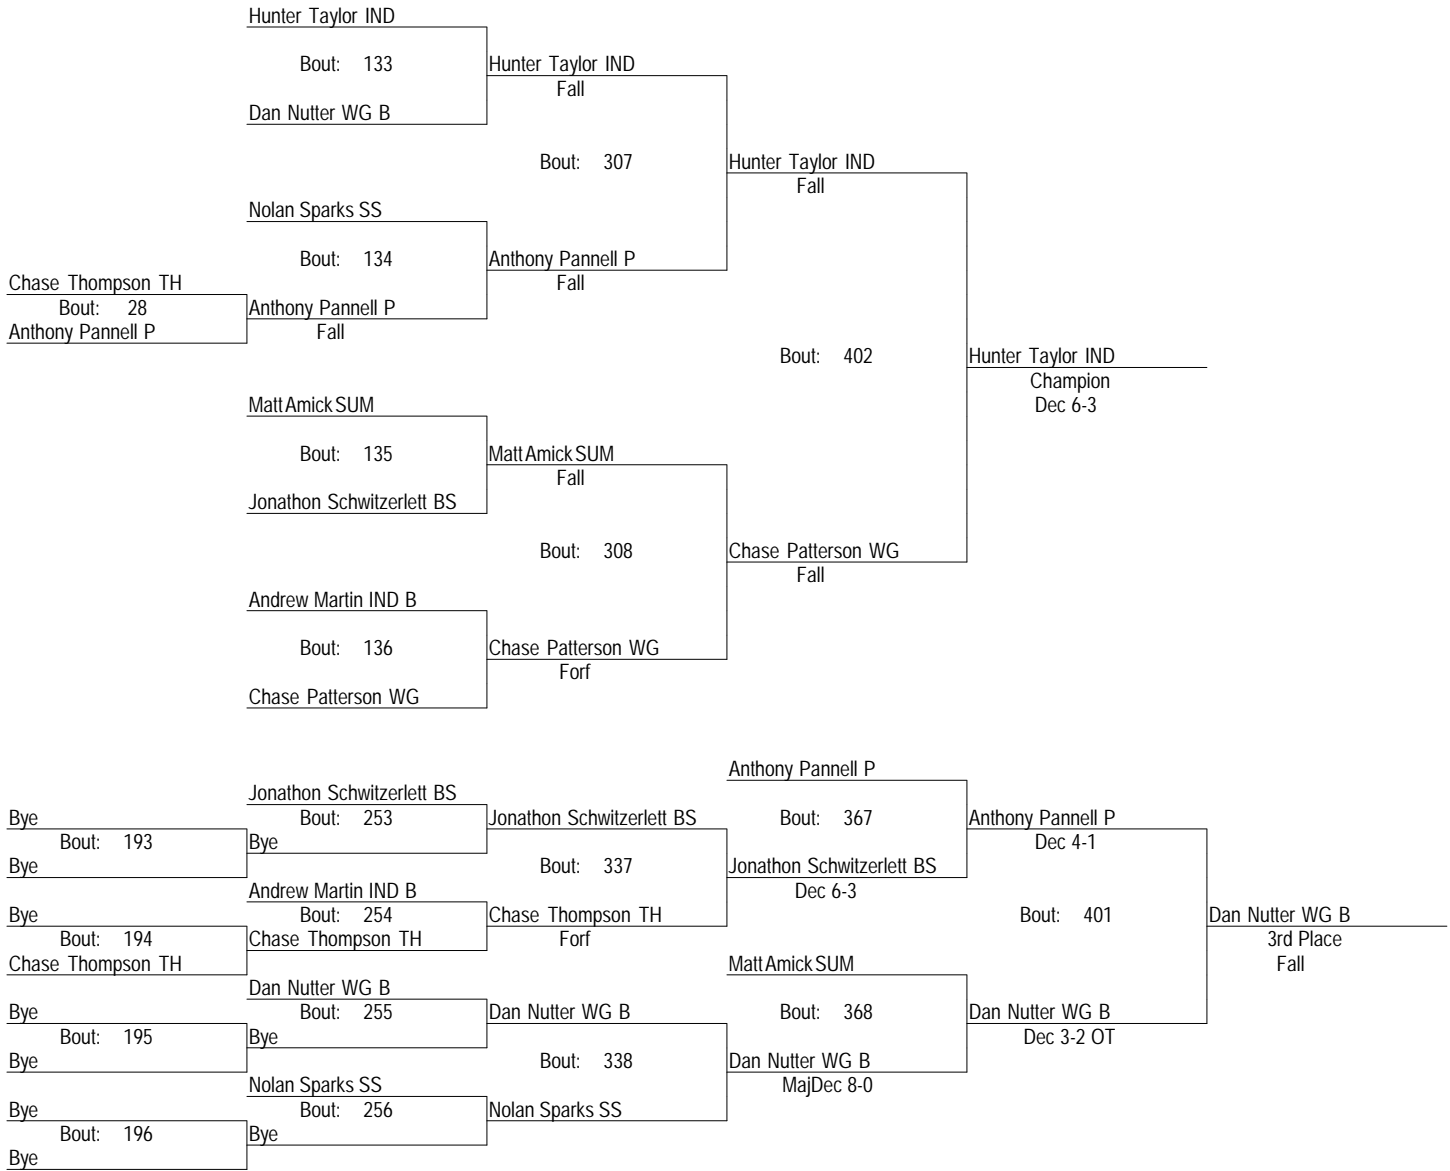 Hunter Taylor IND
Bout: 133
Hunter Taylor IND
Fall
Dan Nutter WG B
Bout: 307
Hunter Taylor IND
Fall
Nolan Sparks SS
Bout: 134
Anthony Pannell P
Fall
Chase Thompson TH
Bout: 28
Anthony Pannell P
Anthony Pannell P
Fall
Bout: 402
Hunter Taylor IND
Champion
Dec 6-3
Matt Amick SUM
Bout: 135
Matt Amick SUM
Fall
Jonathon Schwitzerlett BS
Bout: 308
Chase Patterson WG
Fall
Andrew Martin IND B
Bout: 136
Chase Patterson WG
Forf
Chase Patterson WG
Anthony Pannell P
Jonathon Schwitzerlett BS
Bye
Bout: 253
Jonathon Schwitzerlett BS
Bout: 367
Anthony Pannell P
Bout: 193
Bye
Dec 4-1
Bye
Bout: 337
Jonathon Schwitzerlett BS
Andrew Martin IND B
Dec 6-3
Bye
Bout: 254
Chase Thompson TH
Bout: 401
Dan Nutter WG B
Bout: 194
Chase Thompson TH
Forf
3rd Place
Chase Thompson TH
Matt Amick SUM
Fall
Dan Nutter WG B
Bye
Bout: 255
Dan Nutter WG B
Bout: 368
Dan Nutter WG B
Bout: 195
Bye
Dec 3-2 OT
Bye
Bout: 338
Dan Nutter WG B
Nolan Sparks SS
MajDec 8-0
Bye
Bout: 256
Nolan Sparks SS
Bout: 196
Bye
Bye